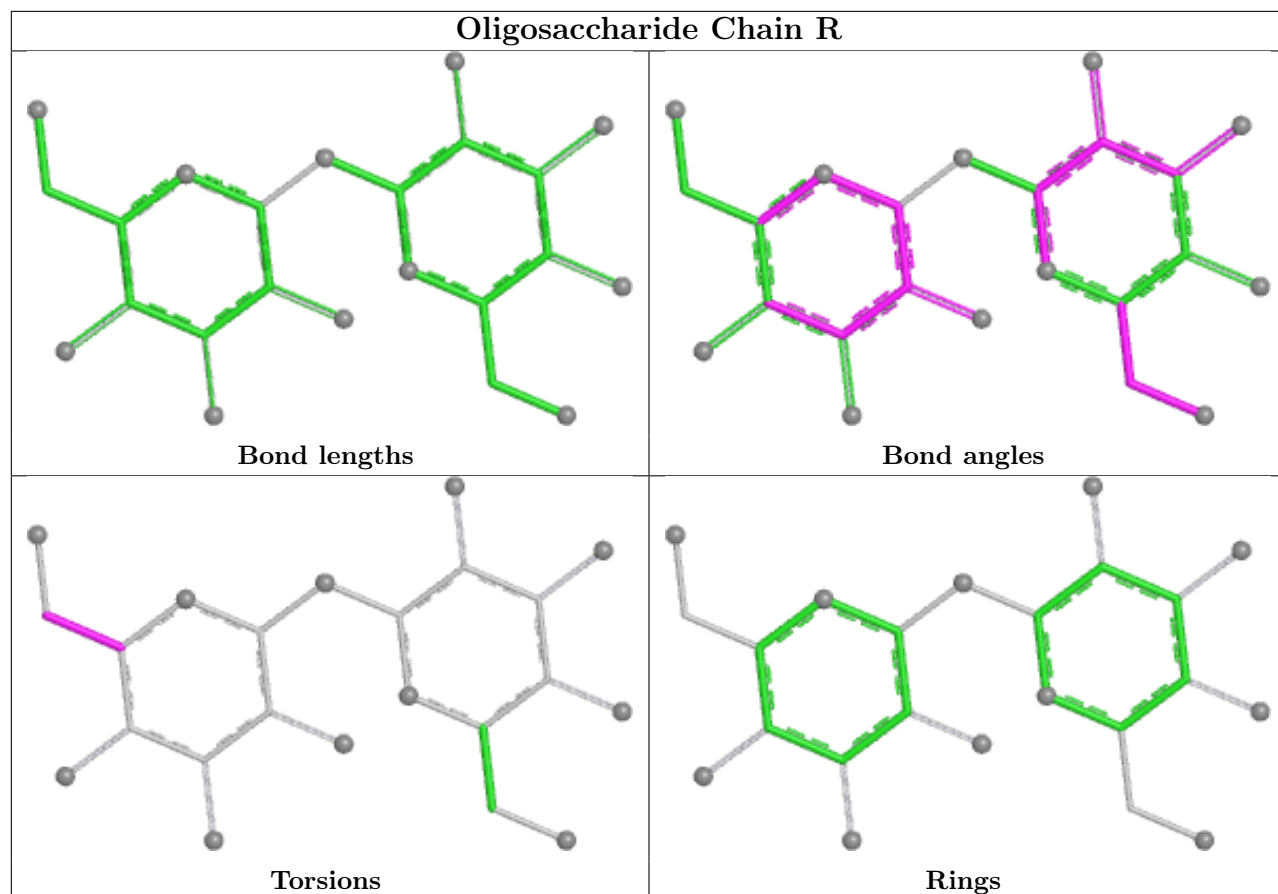 Oligosaccharide Chain R
Bond lengths
Bond angles
Torsions
Rings